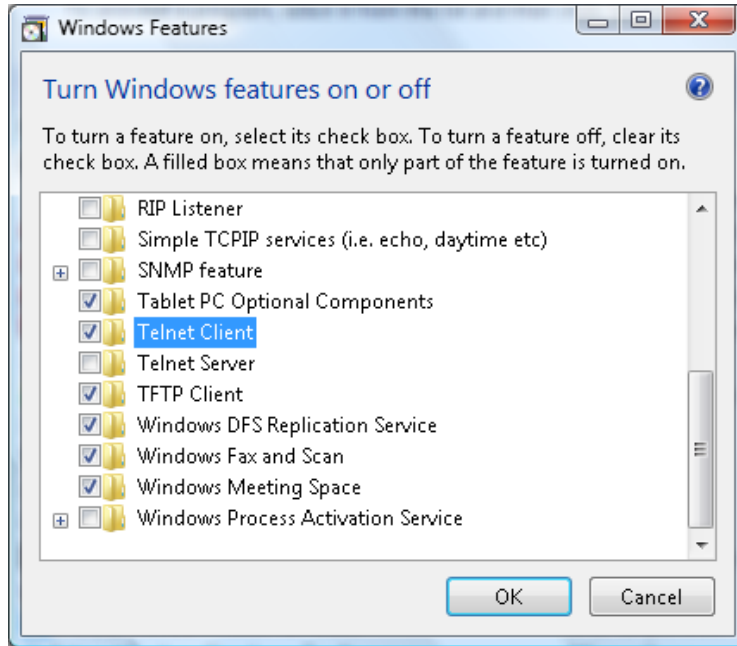 Windows Features
Turn Windows features on or off
To turn a feature on, select its check box. To turn a feature off, clear its
check box. A filled box means that only part of the feature is turned on.
RIP Listener
Simple TCPIP services (i.e. echo, daytime etc)
SNMP feature
Tablet PC Optional Components
Telnet Client
Telnet Server
TFTP Client
Windows DFS Replication Service
Windows Fax and Scan
Windows Meeting Space
Windows Process Activation Service
OK
Cancel